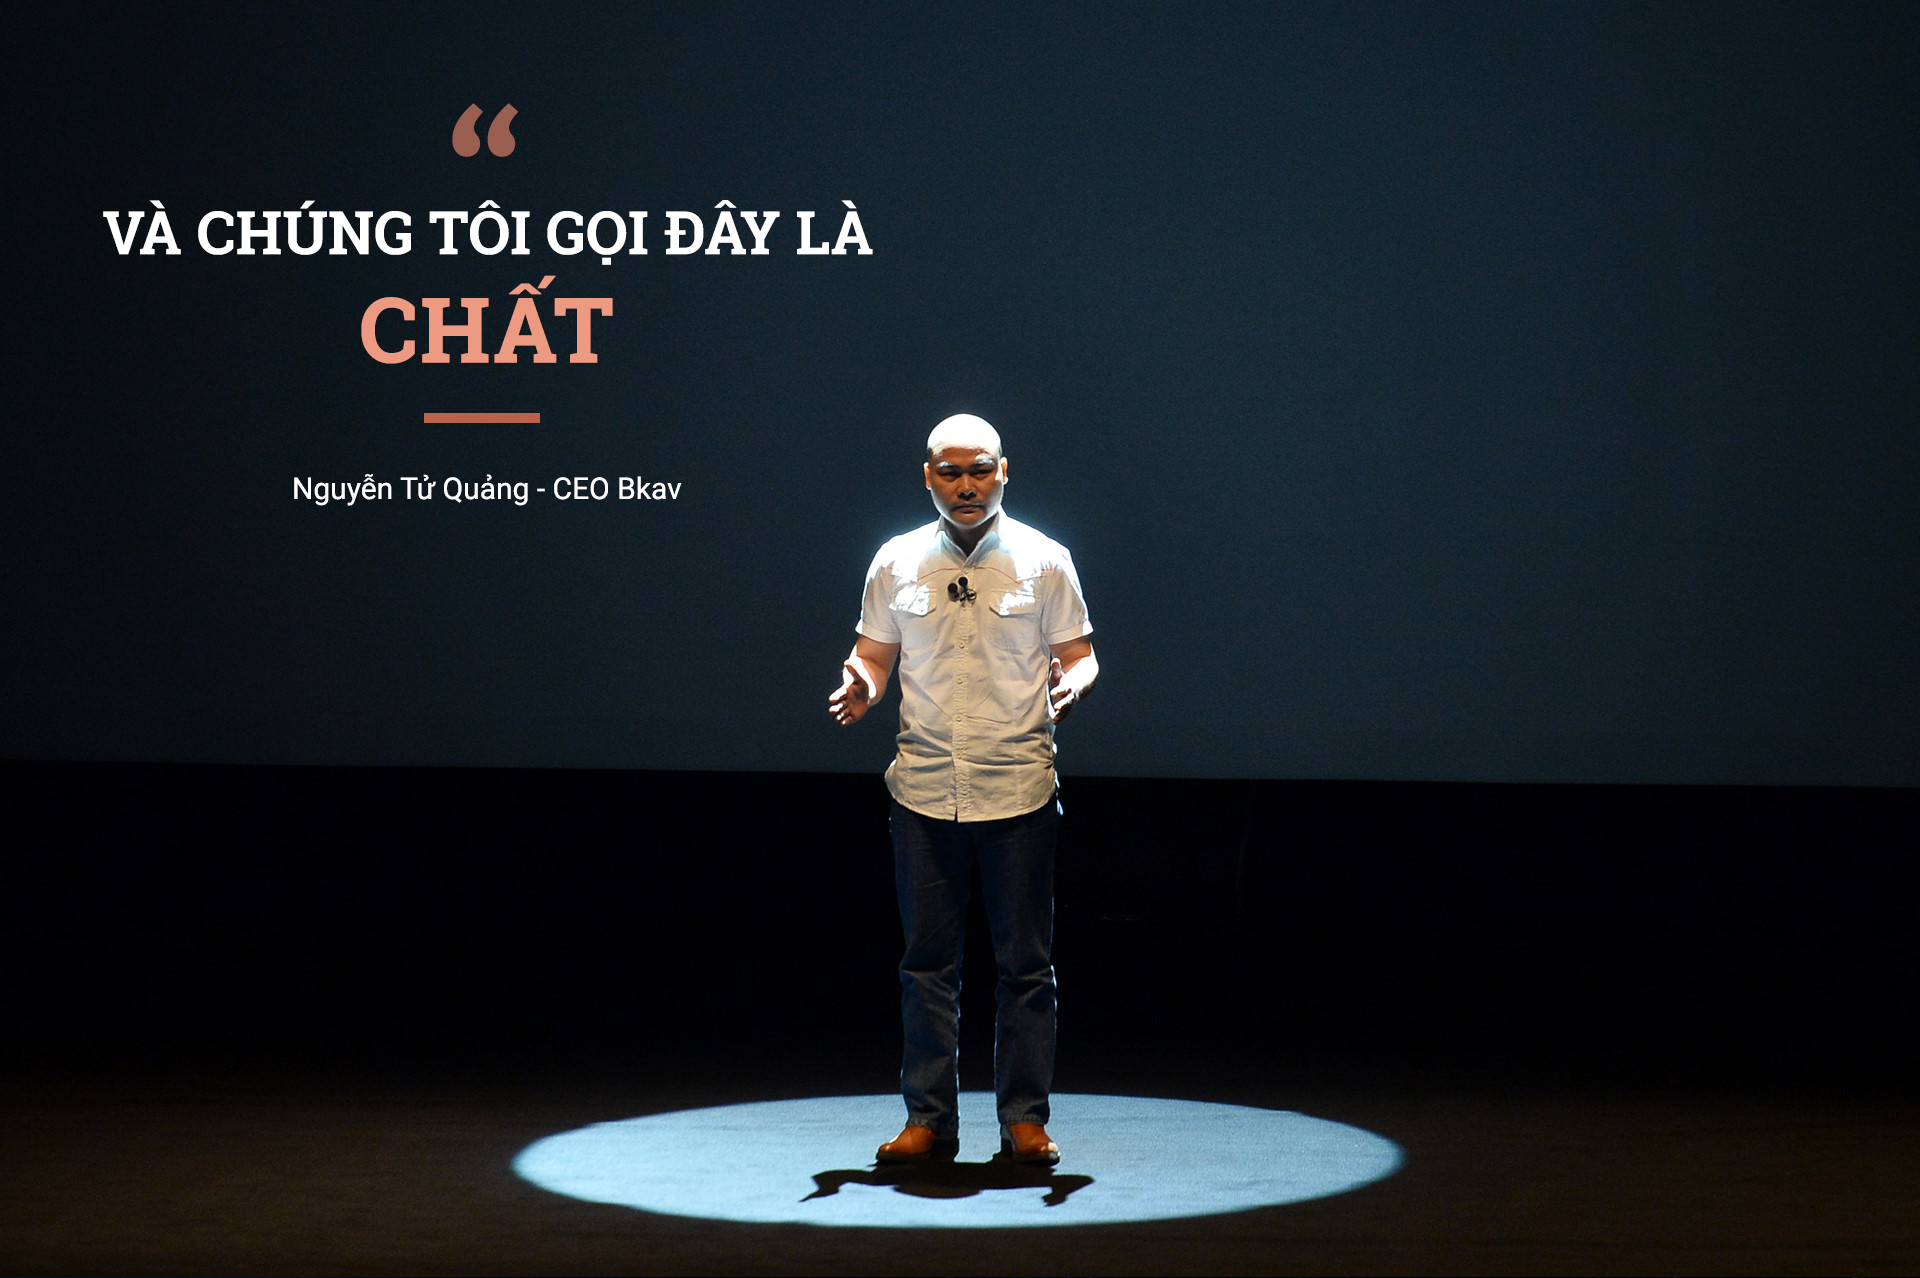 “
VÀ CHÚNG TÔI GỌI ĐÂY LÀ
CHẤT
Nguyễn Tử Quảng - CEO Bkav